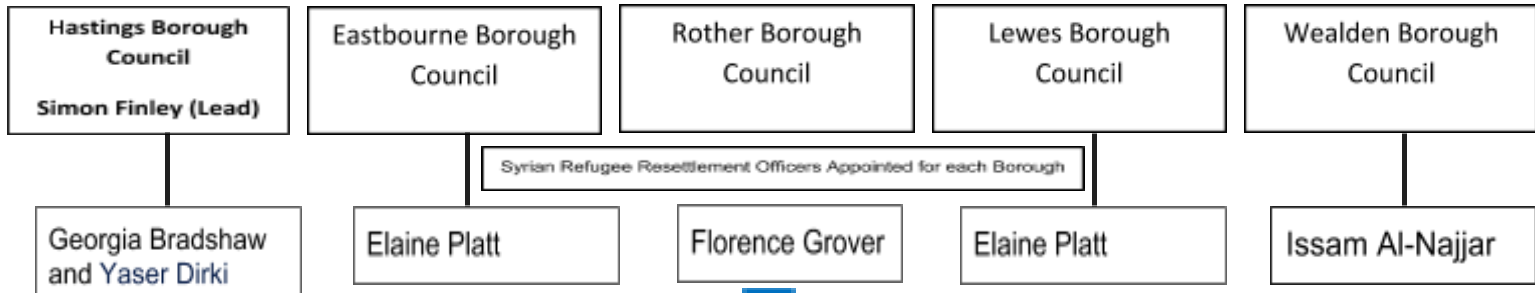 Hastings Borough
Council
Simon Finley (Lead)
Eastbourne Borough
Council
Rother Borough
Council
Lewes Borough
Council
Wealden Borough
Council
Syrian Refugee Resettlement Officers Appointed for each Borough
Georgia Bradshaw
and Yaser Dirki
Elaine Platt
Florence Grover
Elaine Platt
Issam Al-Najjar